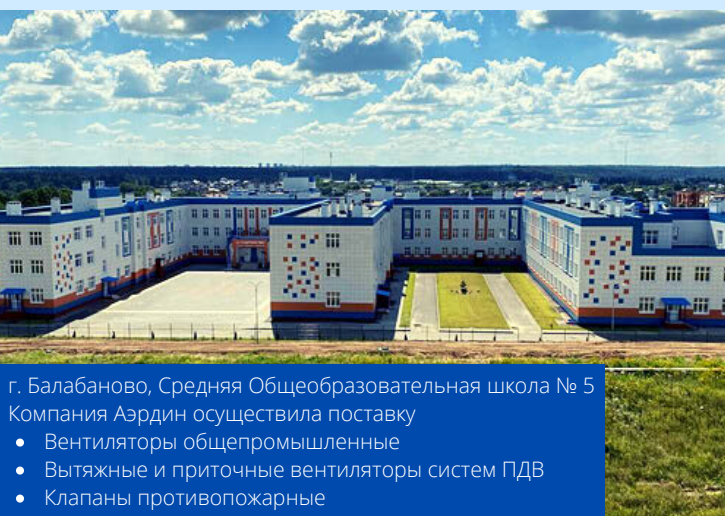 г. Балабаново, Средняя Общеобразовательная школа № 5
Компания Аэрдин осуществила поставку
• Вентиляторы общепромышленные
• Вытяжные и приточные вентиляторы систем ПДВ
• Клапаны противопожарные